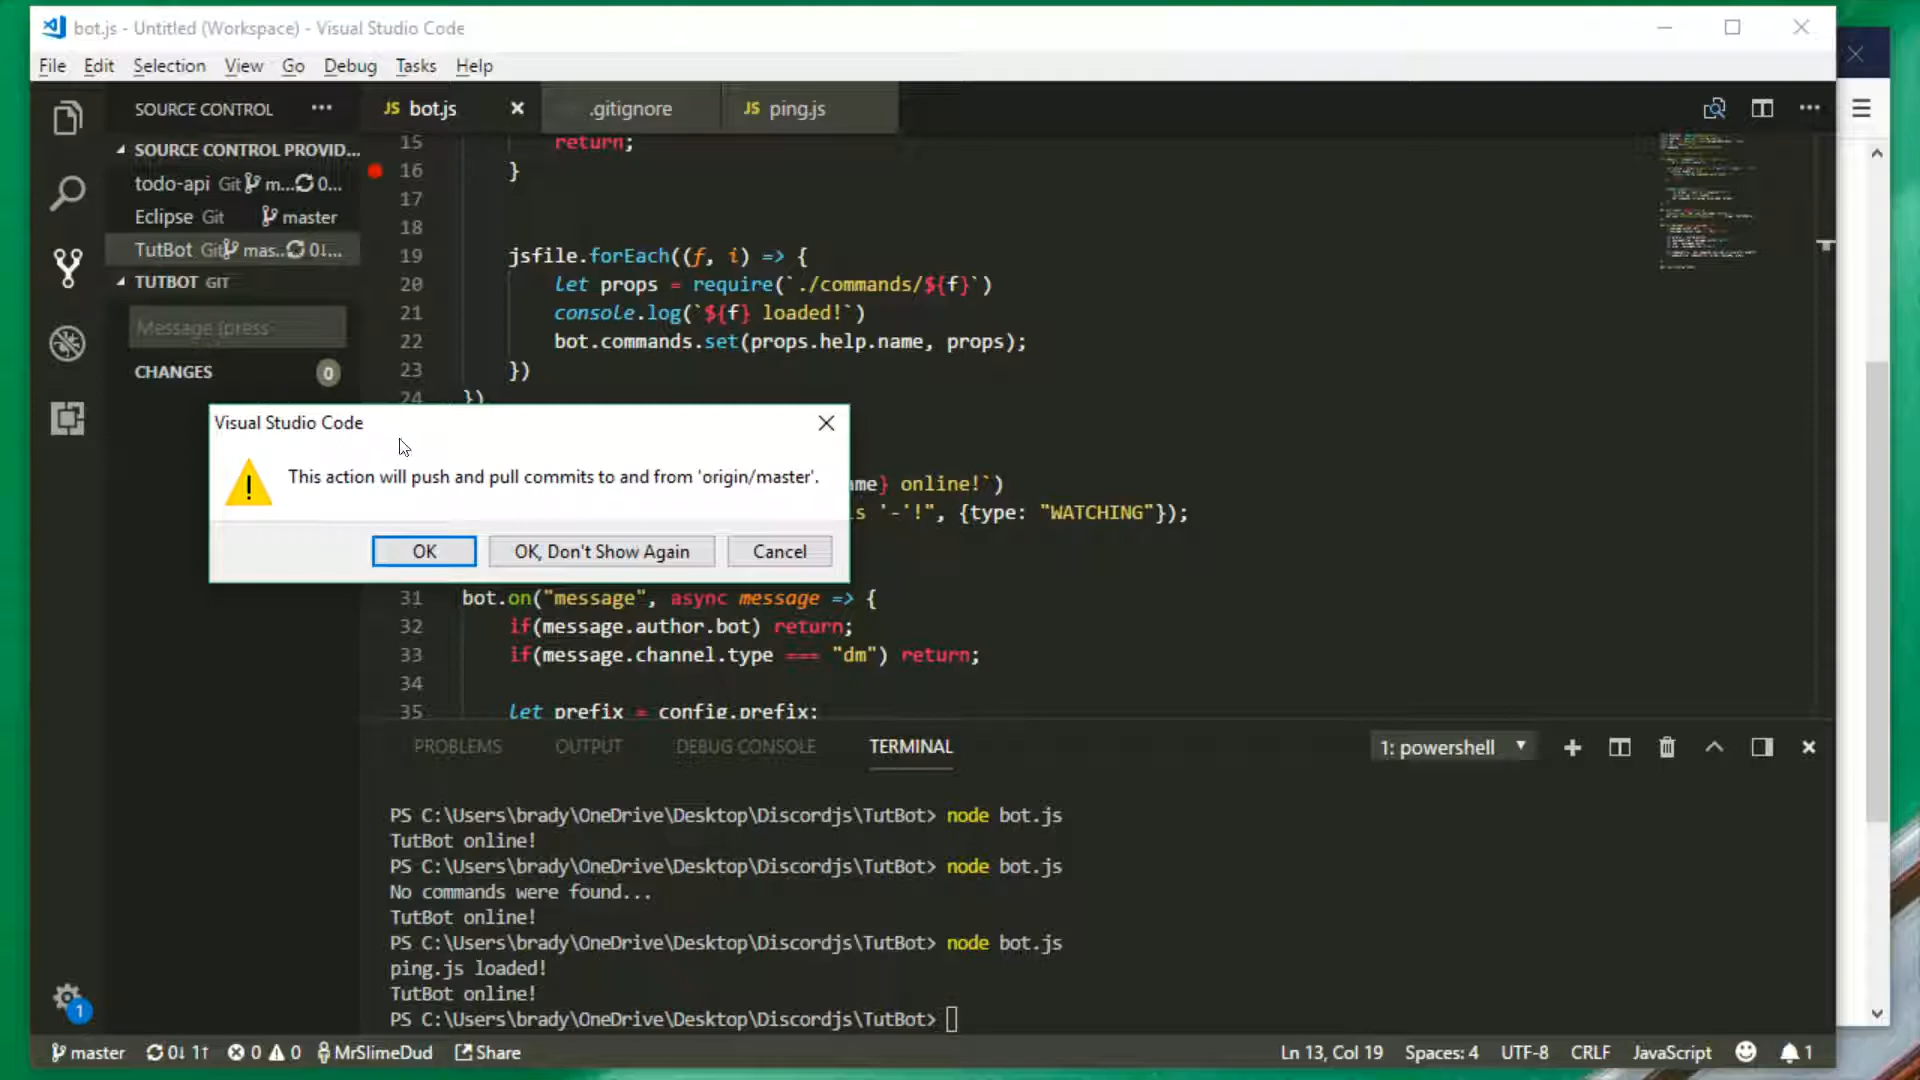 bot.js - Untitled (Workspace) - Visual Studio Code
File Edit Selection View Go Debug Tasks Help
SOURCE CONTROL ···
JS bot.js
.gitignore
JS ping.js
SOURCE CONTROL PROVID...
todo-api Git m... 0...
Eclipse Git master
TutBot Git mas... 0↓...
TUTBOT GIT
Message (press
CHANGES 0
15 return;
16 }
17
18
19 jsfile.forEach((f, i) => {
20 let props = require(`./commands/${f}`)
21 console.log(`${f} loaded!`)
22 bot.commands.set(props.help.name, props);
23 })
24 })
Visual Studio Code
This action will push and pull commits to and from 'origin/master'.
OK OK, Don't Show Again Cancel
me} online!`)
s '-'!", {type: "WATCHING"});
31 bot.on("message", async message => {
32 if(message.author.bot) return;
33 if(message.channel.type === "dm") return;
34
35 let prefix = config.prefix;
PROBLEMS OUTPUT DEBUG CONSOLE TERMINAL 1: powershell
PS C:\Users\brady\OneDrive\Desktop\Discordjs\TutBot> node bot.js
TutBot online!
PS C:\Users\brady\OneDrive\Desktop\Discordjs\TutBot> node bot.js
No commands were found...
TutBot online!
PS C:\Users\brady\OneDrive\Desktop\Discordjs\TutBot> node bot.js
ping.js loaded!
TutBot online!
PS C:\Users\brady\OneDrive\Desktop\Discordjs\TutBot>
1
master 0↓ 1↑ 0 0 MrSlimeDud Share Ln 13, Col 19 Spaces: 4 UTF-8 CRLF JavaScript 1